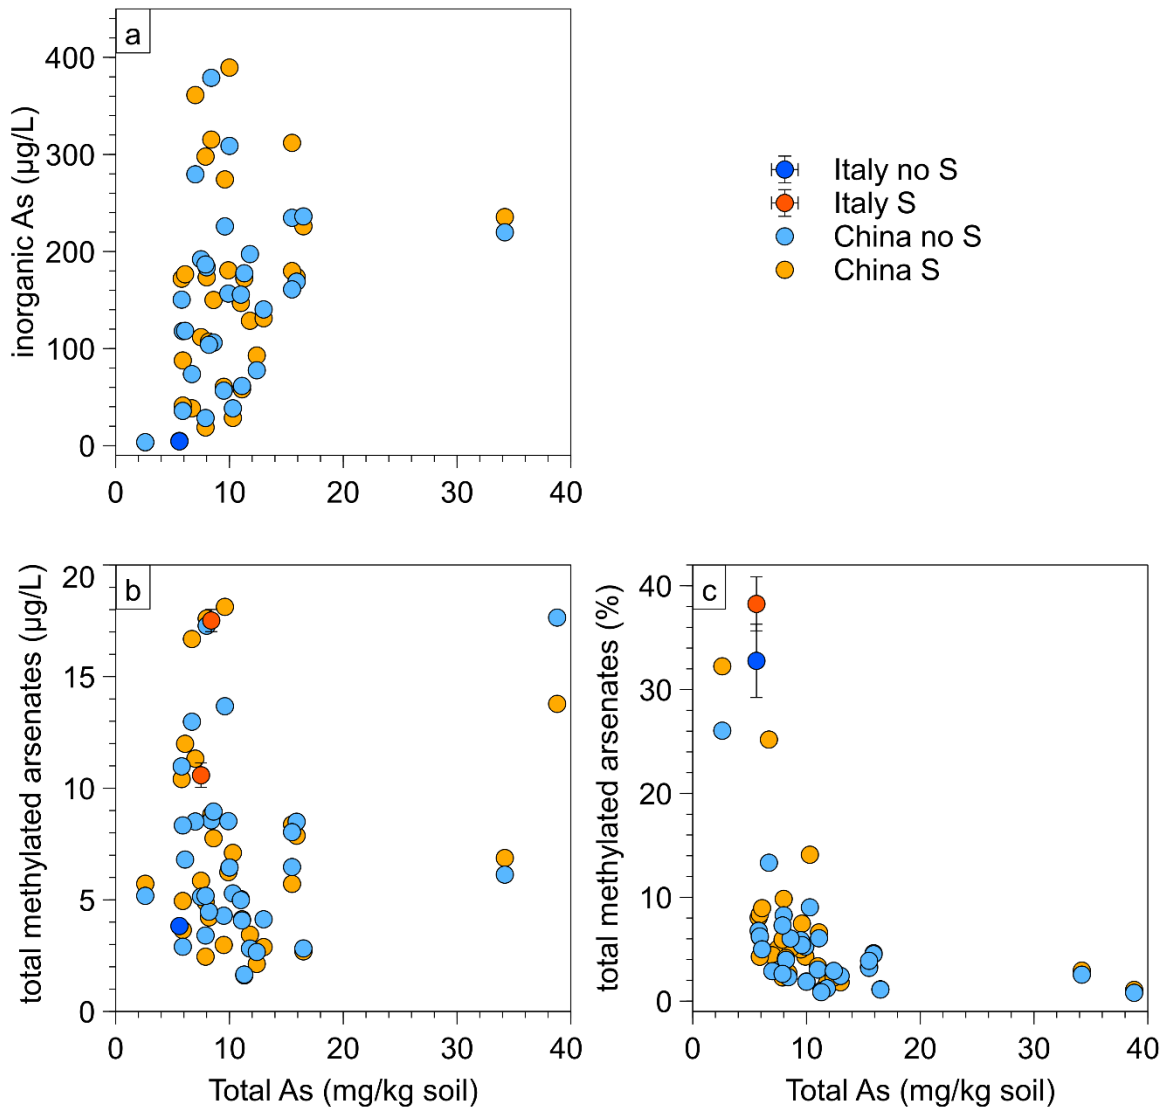 a
400
300
200
100
0
inorganic As (µg/L)
0 10 20 30 40
Italy no S
Italy S
China no S
China S
b
20
15
10
5
0
total methylated arsenates (µg/L)
0 10 20 30 40
Total As (mg/kg soil)
c
40
30
20
10
0
total methylated arsenates (%)
0 10 20 30 40
Total As (mg/kg soil)